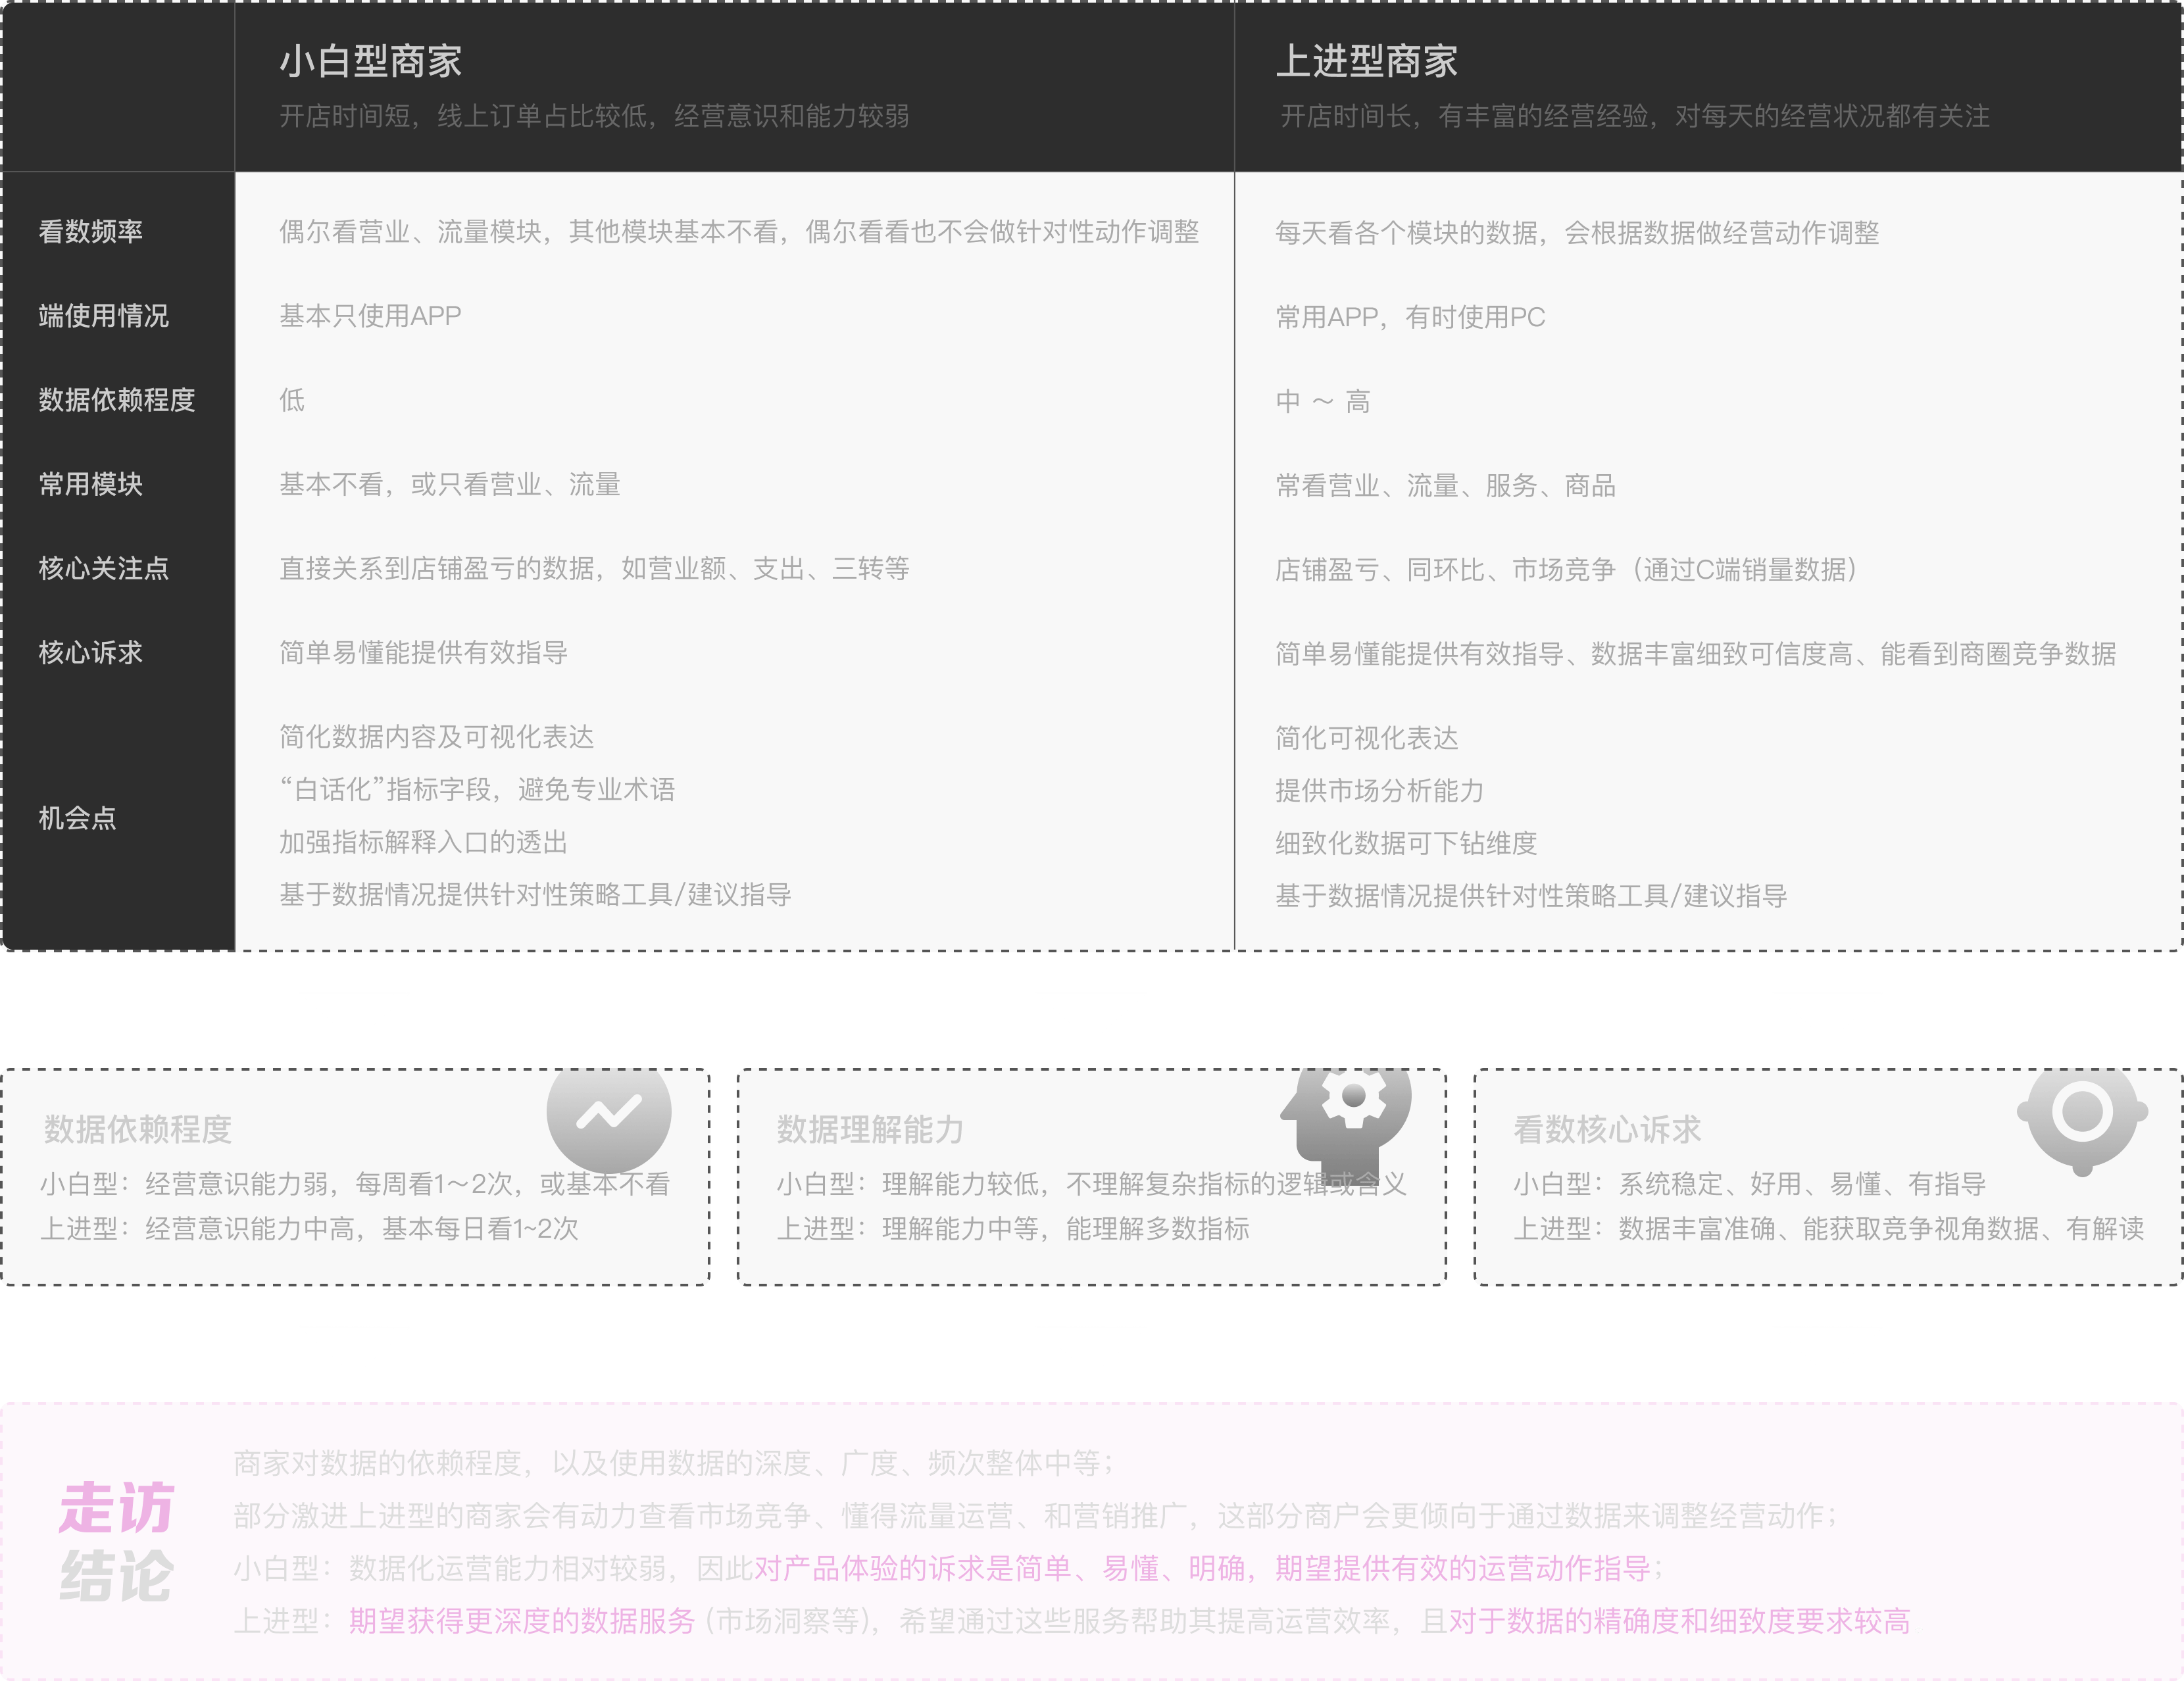 小白型商家
上进型商家
开店时间短，线上订单占比较低，经营意识和能力较弱
开店时间长，有丰富的经营经验，对每天的经营状况都有关注
看数频率
偶尔看营业、流量模块，其他模块基本不看，偶尔看看也不会做针对性动作调整
每天看各个模块的数据，会根据数据做经营动作调整
端使用情况
基本只使用APP
常用APP，有时使用PC
数据依赖程度
低
中 ～ 高
常用模块
基本不看，或只看营业、流量
常看营业、流量、服务、商品
核心关注点
直接关系到店铺盈亏的数据，如营业额、支出、三转等
店铺盈亏、同环比、市场竞争（通过C端销量数据）
核心诉求
简单易懂能提供有效指导
简单易懂能提供有效指导、数据丰富细致可信度高、能看到商圈竞争数据
机会点
简化数据内容及可视化表达
“白话化”指标字段，避免专业术语
加强指标解释入口的透出
基于数据情况提供针对性策略工具/建议指导
简化可视化表达
提供市场分析能力
细致化数据可下钻维度
基于数据情况提供针对性策略工具/建议指导
数据依赖程度
小白型：经营意识能力弱，每周看1～2次，或基本不看
上进型：经营意识能力中高，基本每日看1~2次
数据理解能力
小白型：理解能力较低，不理解复杂指标的逻辑或含义
上进型：理解能力中等，能理解多数指标
看数核心诉求
小白型：系统稳定、好用、易懂、有指导
上进型：数据丰富准确、能获取竞争视角数据、有解读
走访
结论
商家对数据的依赖程度，以及使用数据的深度、广度、频次整体中等；
部分激进上进型的商家会有动力查看市场竞争、懂得流量运营、和营销推广，这部分商户会更倾向于通过数据来调整经营动作；
小白型：数据化运营能力相对较弱，因此对产品体验的诉求是简单、易懂、明确，期望提供有效的运营动作指导；
上进型：期望获得更深度的数据服务 (市场洞察等)，希望通过这些服务帮助其提高运营效率，且对于数据的精确度和细致度要求较高